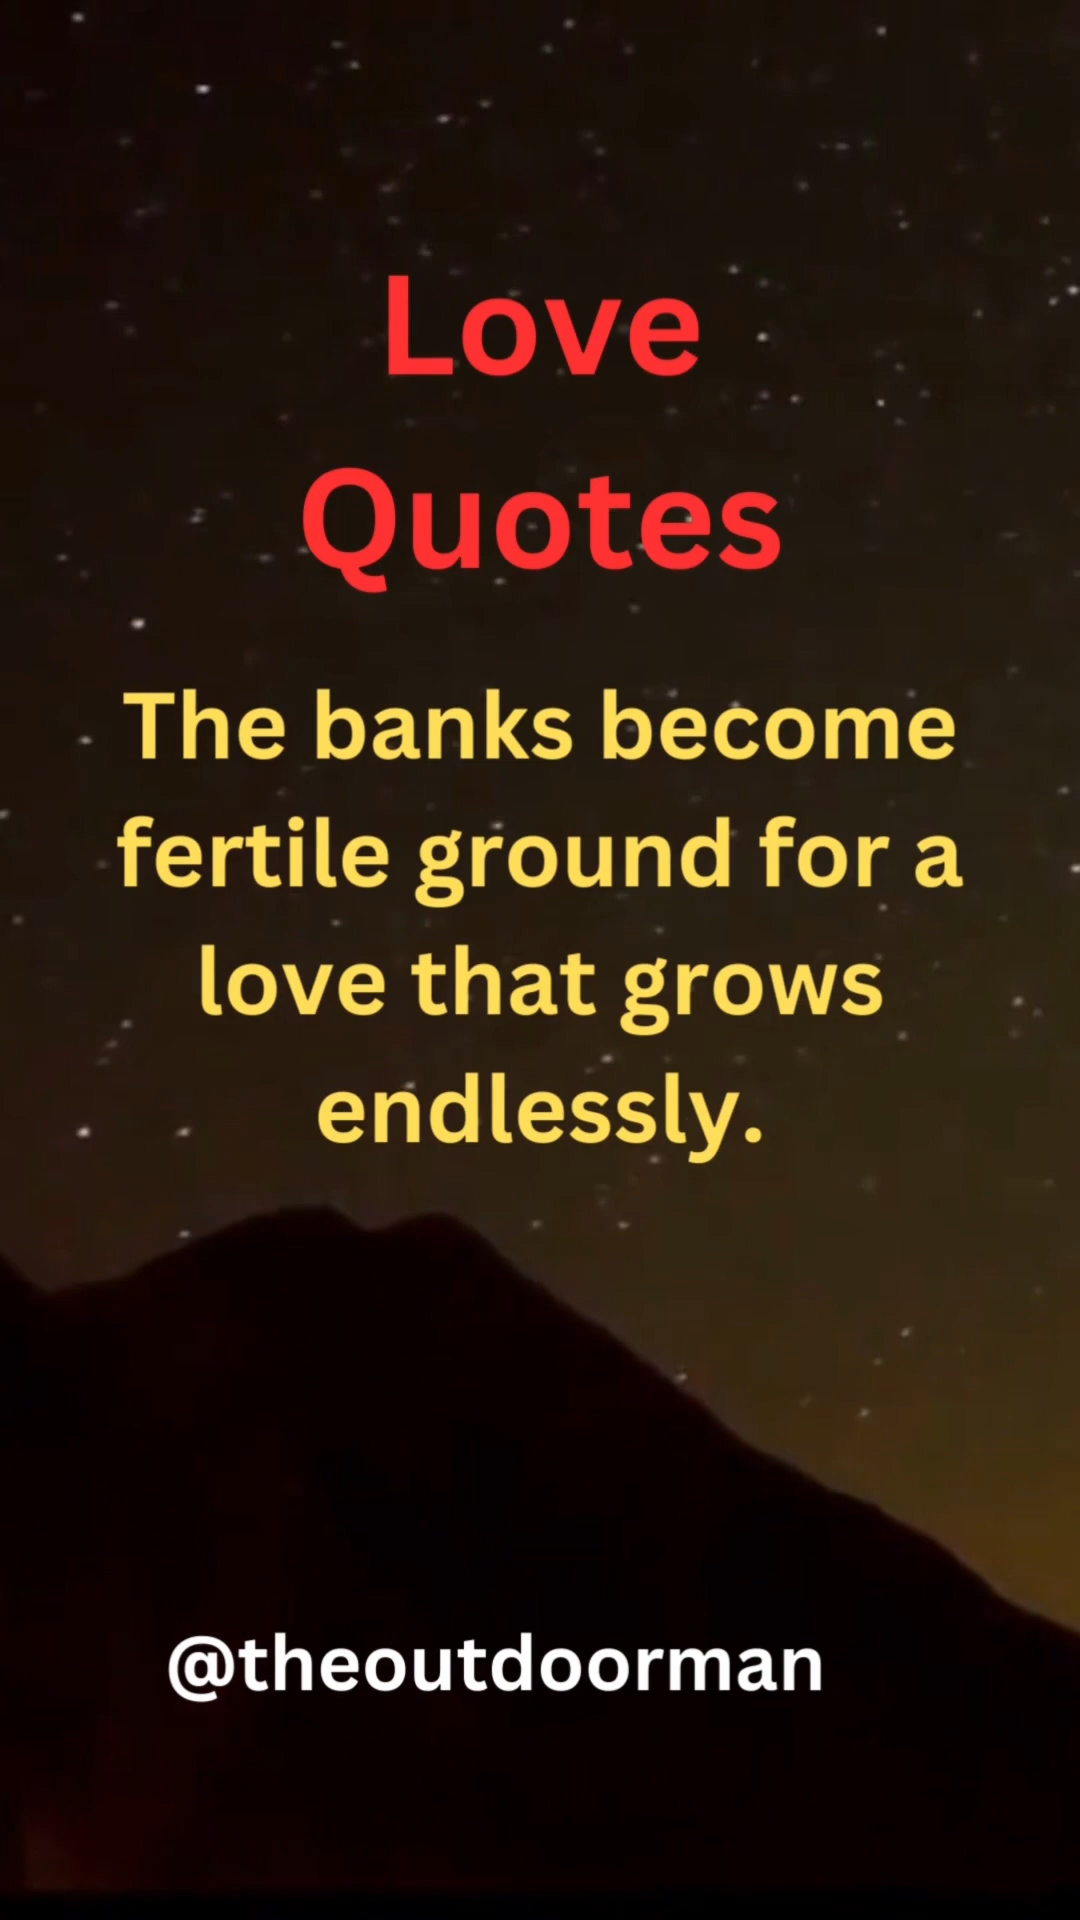 Love
Quotes
The banks become
fertile ground for a
love that grows
endlessly.
@theoutdoorman